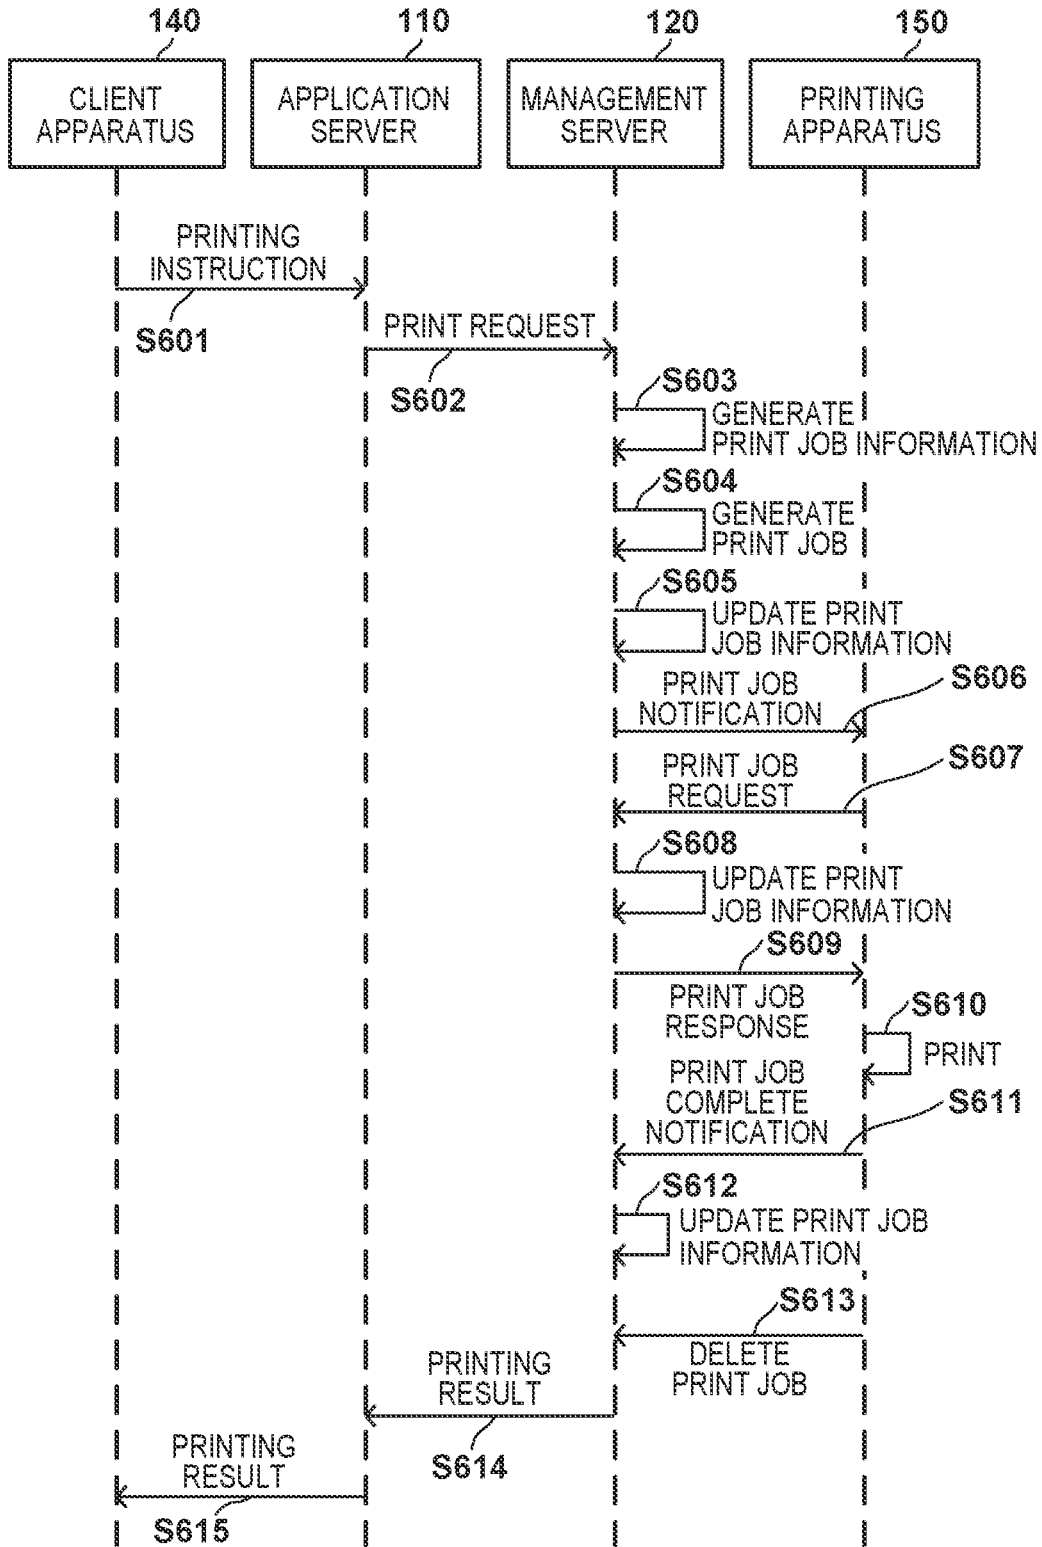 140
110
120
150
CLIENT
APPARATUS
APPLICATION
SERVER
MANAGEMENT
SERVER
PRINTING
APPARATUS
PRINTING
INSTRUCTION
S601
PRINT REQUEST
S602
S603
GENERATE
PRINT JOB INFORMATION
S604
GENERATE
PRINT JOB
S605
UPDATE PRINT
JOB INFORMATION
PRINT JOB
NOTIFICATION
S606
PRINT JOB
REQUEST
S607
S608
UPDATE PRINT
JOB INFORMATION
S609
PRINT JOB
RESPONSE
S610
PRINT
PRINT JOB
COMPLETE
NOTIFICATION
S611
S612
UPDATE PRINT JOB
INFORMATION
S613
DELETE
PRINT JOB
PRINTING
RESULT
S614
PRINTING
RESULT
S615